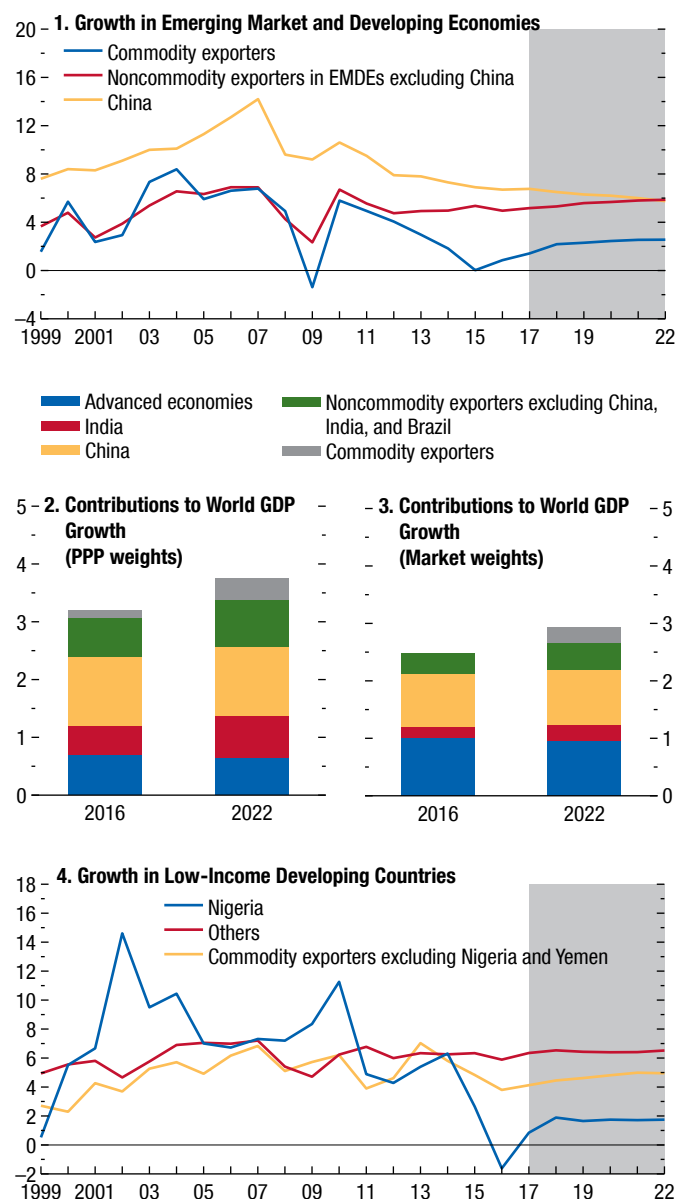 1. Growth in Emerging Market and Developing Economies
Commodity exporters
Noncommodity exporters in EMDEs excluding China
China
20
16
12
8
4
0
–4
1999 2001 03 05 07 09 11 13 15 17 19 22
Advanced economies
India
China
Noncommodity exporters excluding China,
India, and Brazil
Commodity exporters
2. Contributions to World GDP
Growth
(PPP weights)
5
4
3
2
1
0
2016 2022
3. Contributions to World GDP
Growth
(Market weights)
5
4
3
2
1
0
2016 2022
4. Growth in Low-Income Developing Countries
Nigeria
Others
Commodity exporters excluding Nigeria and Yemen
18
16
14
12
10
8
6
4
2
0
–2
1999 2001 03 05 07 09 11 13 15 17 19 22